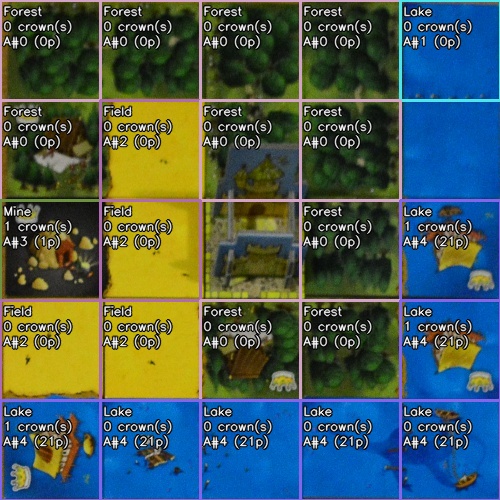 Forest
0 crown(s)
A#0 (0p)
Forest
0 crown(s)
A#0 (0p)
Forest
0 crown(s)
A#0 (0p)
Forest
0 crown(s)
A#0 (0p)
Lake
0 crown(s)
A#1 (0p)
Forest
0 crown(s)
A#0 (0p)
Field
0 crown(s)
A#2 (0p)
Forest
0 crown(s)
A#0 (0p)
Forest
0 crown(s)
A#0 (0p)
Mine
1 crown(s)
A#3 (1p)
Field
0 crown(s)
A#2 (0p)
Forest
0 crown(s)
A#0 (0p)
Lake
1 crown(s)
A#4 (21p)
Field
0 crown(s)
A#2 (0p)
Field
0 crown(s)
A#2 (0p)
Forest
0 crown(s)
A#0 (0p)
Forest
0 crown(s)
A#0 (0p)
Lake
1 crown(s)
A#4 (21p)
Lake
1 crown(s)
A#4 (21p)
Lake
0 crown(s)
A#4 (21p)
Lake
0 crown(s)
A#4 (21p)
Lake
0 crown(s)
A#4 (21p)
Lake
0 crown(s)
A#4 (21p)